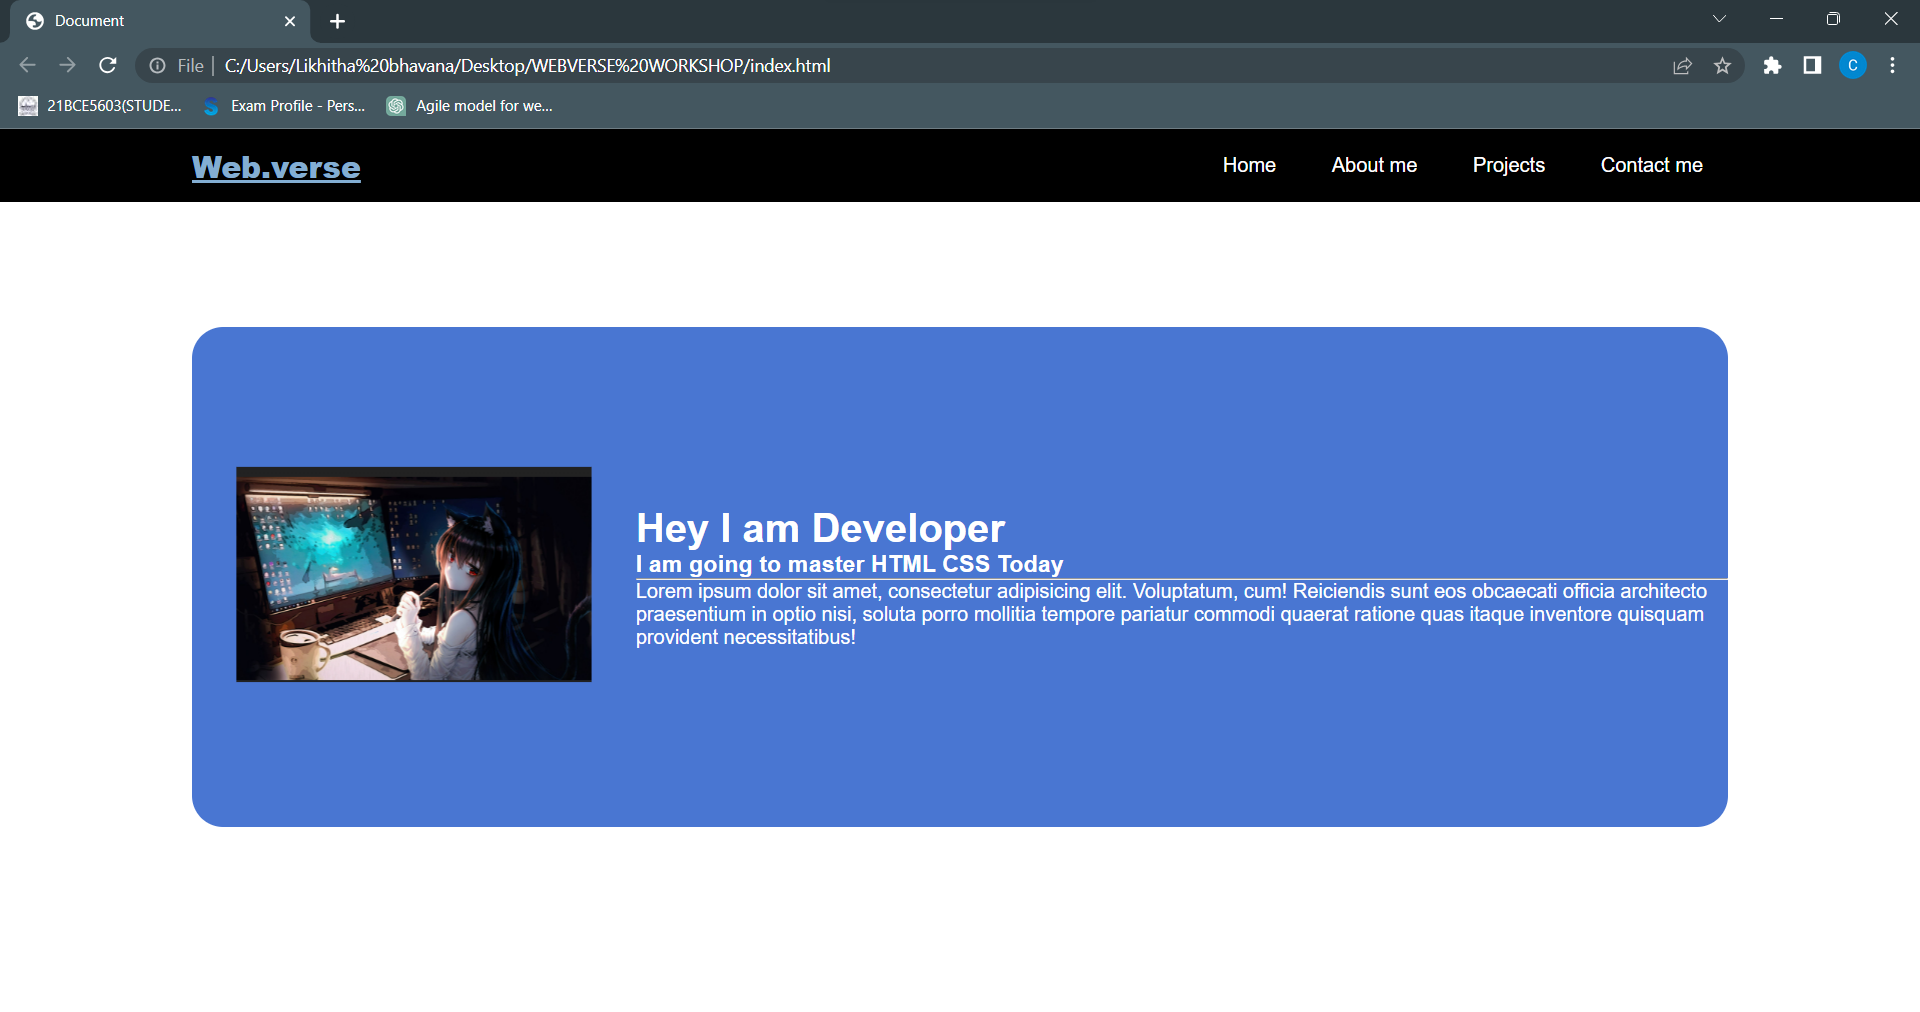 Document
File
C:/Users/Likhitha%20bhavana/Desktop/WEBVERSE%20WORKSHOP/index.html
C
21BCE5603(STUDE...
Exam Profile - Pers...
Agile model for we...
Web.verse
Home
About me
Projects
Contact me
Hey I am Developer
I am going to master HTML CSS Today
Lorem ipsum dolor sit amet, consectetur adipisicing elit. Voluptatum, cum! Reiciendis sunt eos obcaecati officia architecto
praesentium in optio nisi, soluta porro mollitia tempore pariatur commodi quaerat ratione quas itaque inventore quisquam
provident necessitatibus!